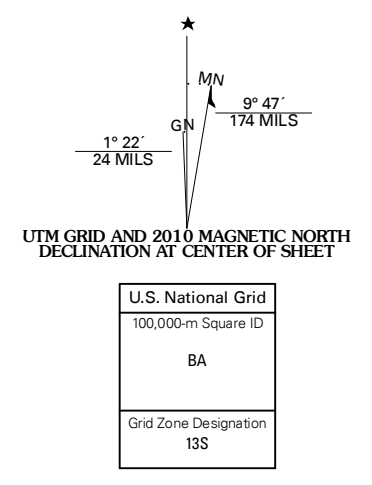 MN
9° 47´
174 MILS
GN
1° 22´
24 MILS
UTM GRID AND 2010 MAGNETIC NORTH
DECLINATION AT CENTER OF SHEET
U.S. National Grid
100,000-m Square ID
BA
Grid Zone Designation
13S